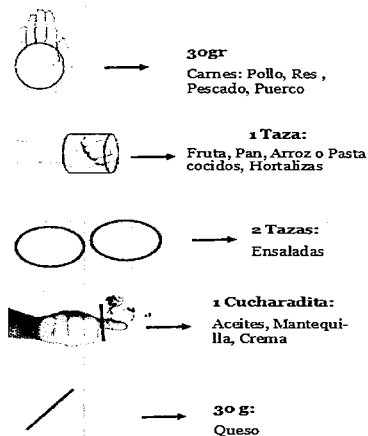 30gr
Carnes: Pollo, Res ,
Pescado, Puerco
1 Taza:
Fruta, Pan, Arroz o Pasta
cocidos, Hortalizas
2 Tazas:
Ensaladas
1 Cucharadita:
Aceites, Mantequi-
lla, Crema
30 g:
Queso